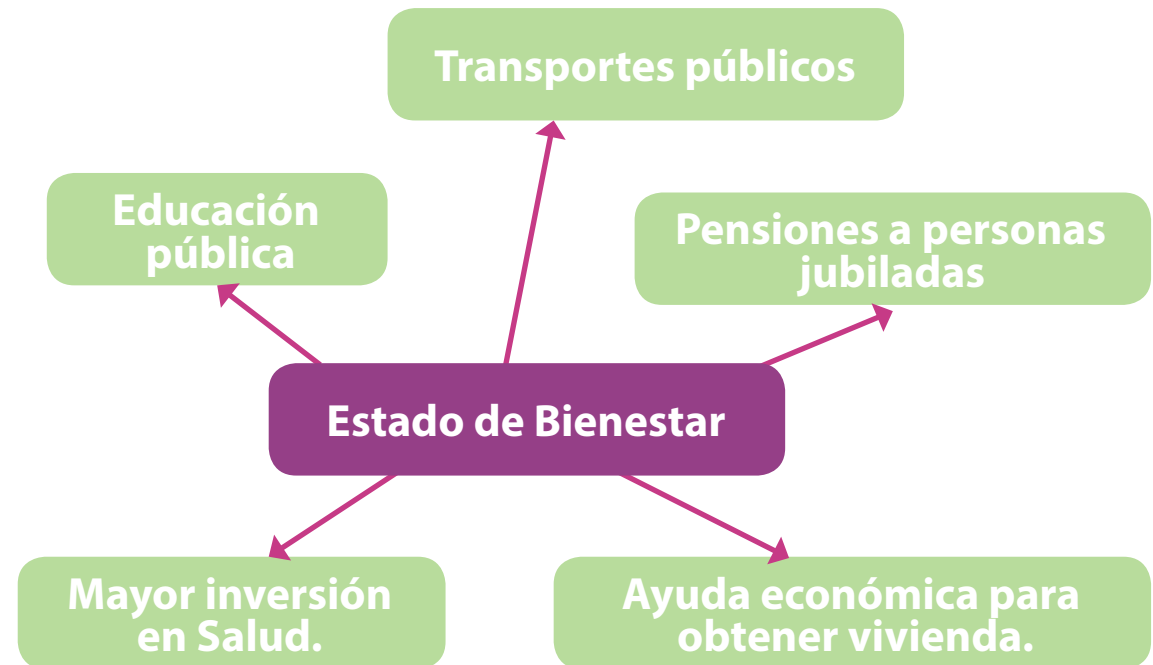 Transportes públicos
Educación
pública
Pensiones a personas
jubiladas
Estado de Bienestar
Mayor inversión
en Salud.
Ayuda económica para
obtener vivienda.